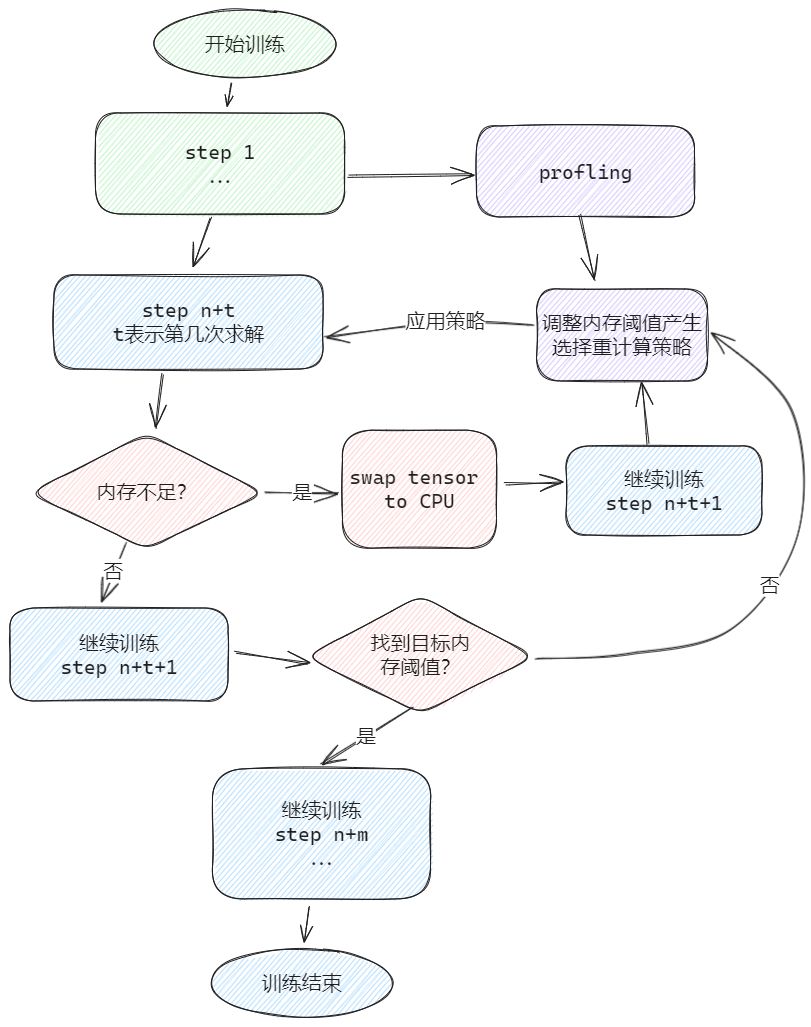 开始训练
step 1
...
profling
step n+t
t表示第几次求解
应用策略
调整内存阈值产生
选择重计算策略
内存不足?
是
swap tensor
to CPU
继续训练
step n+t+1
否
继续训练
step n+t+1
找到目标内
存阈值?
否
是
继续训练
step n+m
...
训练结束